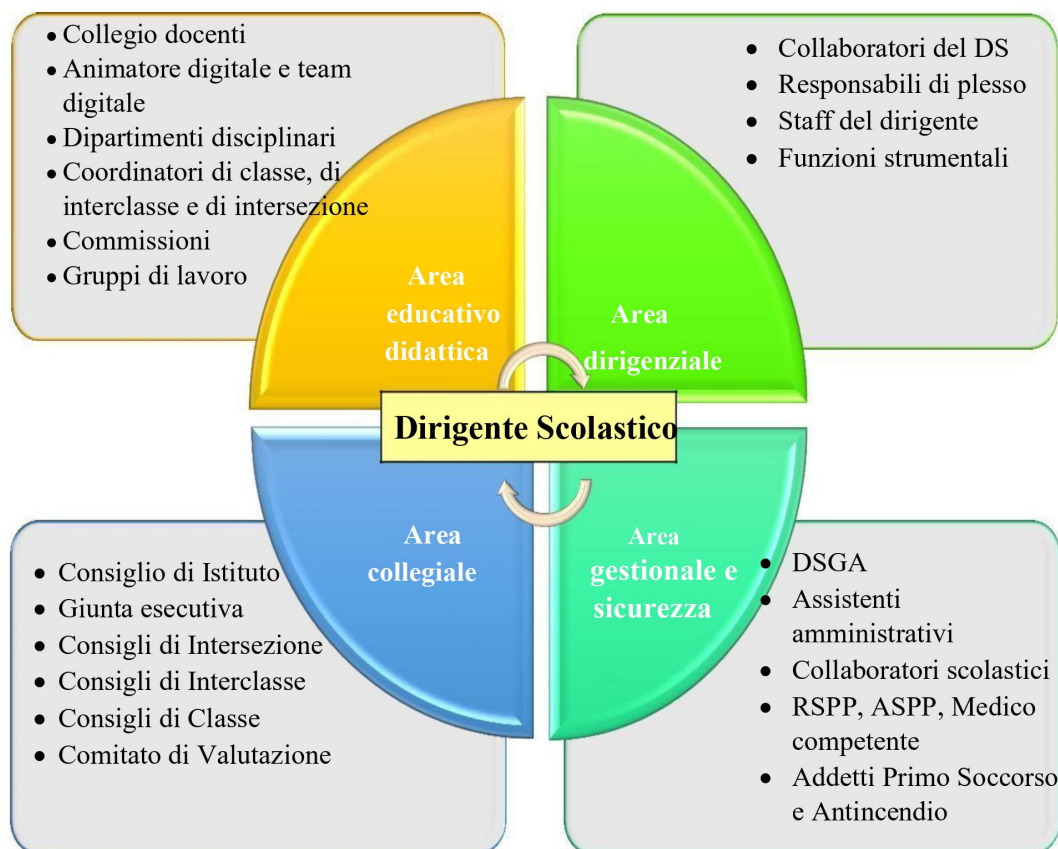 • Collegio docenti
• Animatore digitale e team
digitale
• Dipartimenti disciplinari
• Coordinatori di classe, di
interclasse e di intersezione
• Commissioni
• Gruppi di lavoro
• Collaboratori del DS
• Responsabili di plesso
• Staff del dirigente
• Funzioni strumentali
Area
educativo
didattica
Area
dirigenziale
Dirigente Scolastico
Area
collegiale
Area
gestionale e
sicurezza
• Consiglio di Istituto
• Giunta esecutiva
• Consigli di Intersezione
• Consigli di Interclasse
• Consigli di Classe
• Comitato di Valutazione
• DSGA
• Assistenti
amministrativi
• Collaboratori scolastici
• RSPP, ASPP, Medico
competente
• Addetti Primo Soccorso
e Antincendio